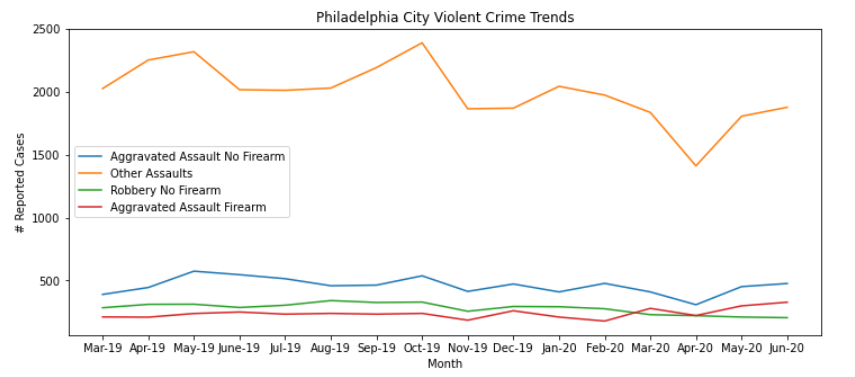 Philadelphia City Violent Crime Trends
2500
2000
1500
1000
500
# Reported Cases
Aggravated Assault No Firearm
Other Assaults
Robbery No Firearm
Aggravated Assault Firearm
Mar-19 Apr-19 May-19 June-19 Jul-19 Aug-19 Sep-19 Oct-19 Nov-19 Dec-19 Jan-20 Feb-20 Mar-20 Apr-20 May-20 Jun-20
Month